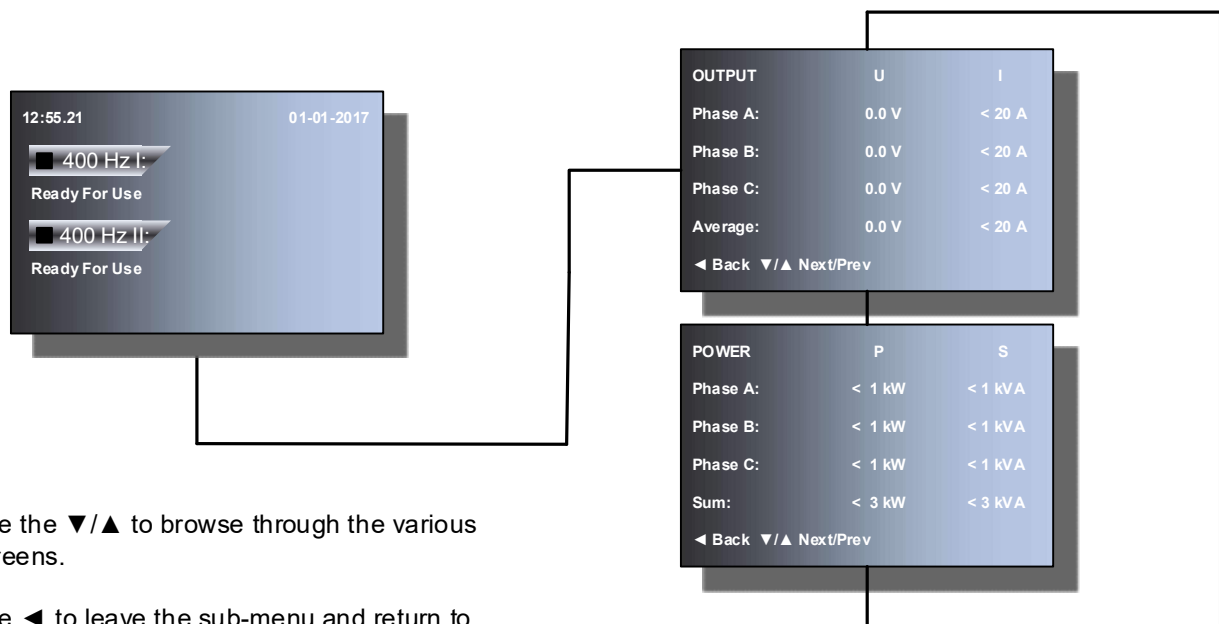 12:55.21 01-01-2017
■ 400 Hz I:
Ready For Use
■ 400 Hz II:
Ready For Use
OUTPUT U I
Phase A: 0.0 V < 20 A
Phase B: 0.0 V < 20 A
Phase C: 0.0 V < 20 A
Average: 0.0 V < 20 A
◄ Back ▼/▲ Next/Prev
POWER P S
Phase A: < 1 kW < 1 kVA
Phase B: < 1 kW < 1 kVA
Phase C: < 1 kW < 1 kVA
Sum: < 3 kW < 3 kVA
◄ Back ▼/▲ Next/Prev
e the ▼/▲ to browse through the various
eens.
e ◄ to leave the sub-menu and return to